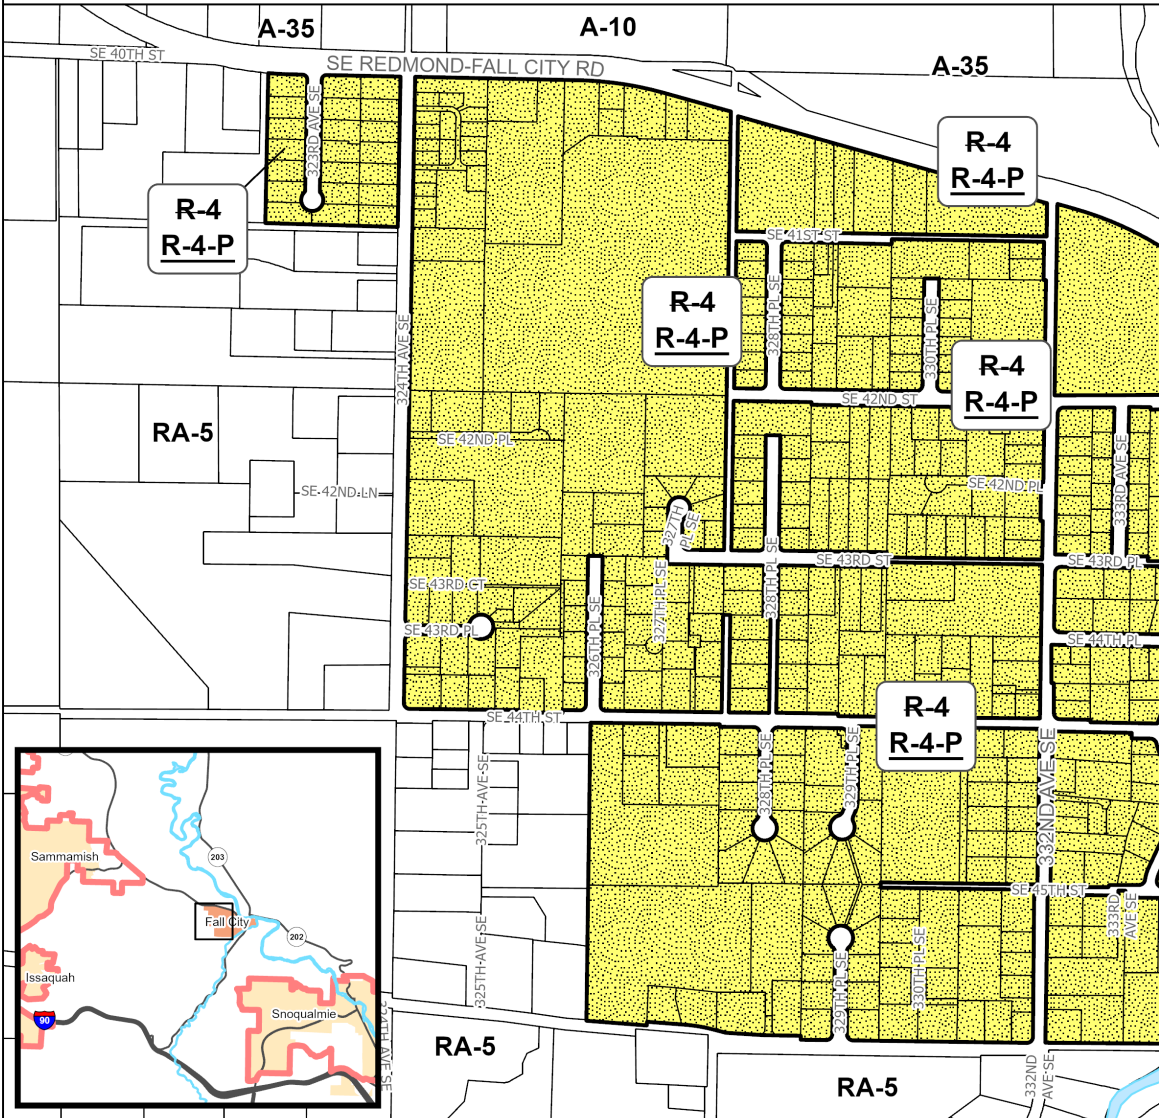 A-35
A-10
SE 40TH ST
SE REDMOND-FALL CITY RD
A-35
323RD AVE SE
R-4
R-4-P
R-4
R-4-P
SE 41ST ST
R-4
R-4-P
328TH PL SE
330TH PL SE
324TH AVE SE
R-4
R-4-P
SE 42ND ST
RA-5
SE 42ND PL
333RD AVE SE
SE 42ND LN
SE 42ND PL
327TH
PL SE
SE 43RD ST
SE 43RD PL
328TH PL SE
327TH PL SE
SE 43RD CT
326TH PL SE
SE 43RD PL
SE 44TH PL
R-4
R-4-P
SE 44TH ST
328TH PL SE
329TH PL SE
332ND AVE SE
325TH AVE SE
Sammamish
203
SE 45TH ST
333RD
AVE SE
Fall City
202
325TH AVE SE
330TH PL SE
329TH PL SE
Issaquah
Snoqualmie
90
324TH AVE SE
RA-5
RA-5
332ND
AVE SE